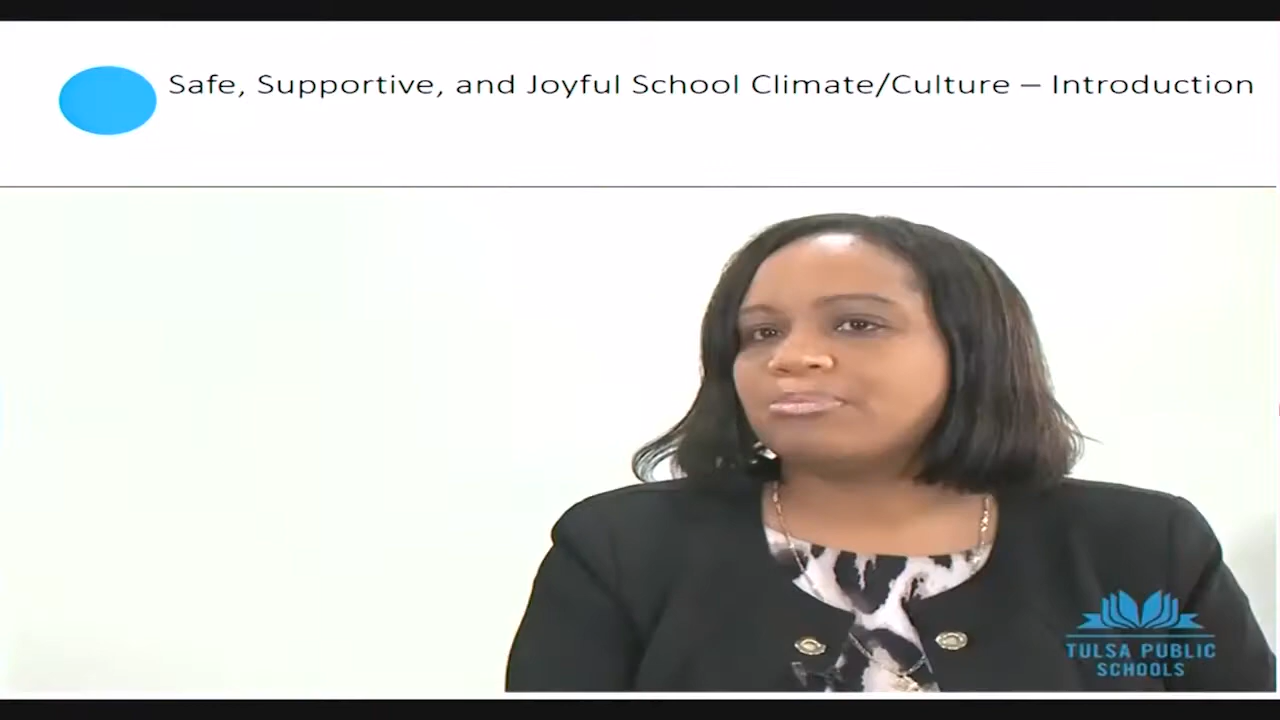 Safe, Supportive, and Joyful School Climate/Culture – Introduction
TULSA PUBLIC
SCHOOLS